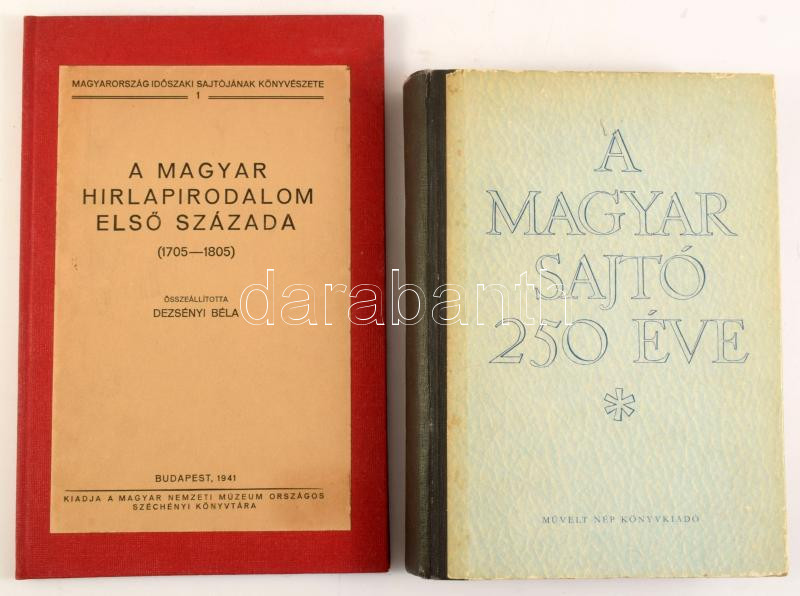 MAGYARORSZÁG IDŐSZAKI SAJTÓJÁNAK KÖNYVÉSZETE
1
A MAGYAR
HIRLAPIRODALOM
ELSŐ SZÁZADA
(1705—1805)
ÖSSZEÁLLÍTOTTA
DEZSÉNYI BÉLA
BUDAPEST, 1941
KIADJA A MAGYAR NEMZETI MÚZEUM ORSZÁGOS
SZÉCHÉNYI KÖNYVTÁRA
A
MAGYAR
SAJTÓ
250 ÉVE
*
MŰVELT NÉP KÖNYVKIADÓ
darabanth